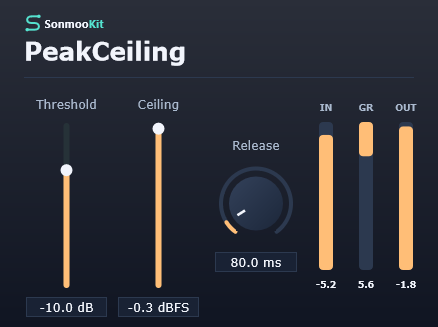 SonmooKit
PeakCeiling
Threshold
Ceiling
Release
IN
GR
OUT
-10.0 dB
-0.3 dBFS
80.0 ms
-5.2
5.6
-1.8